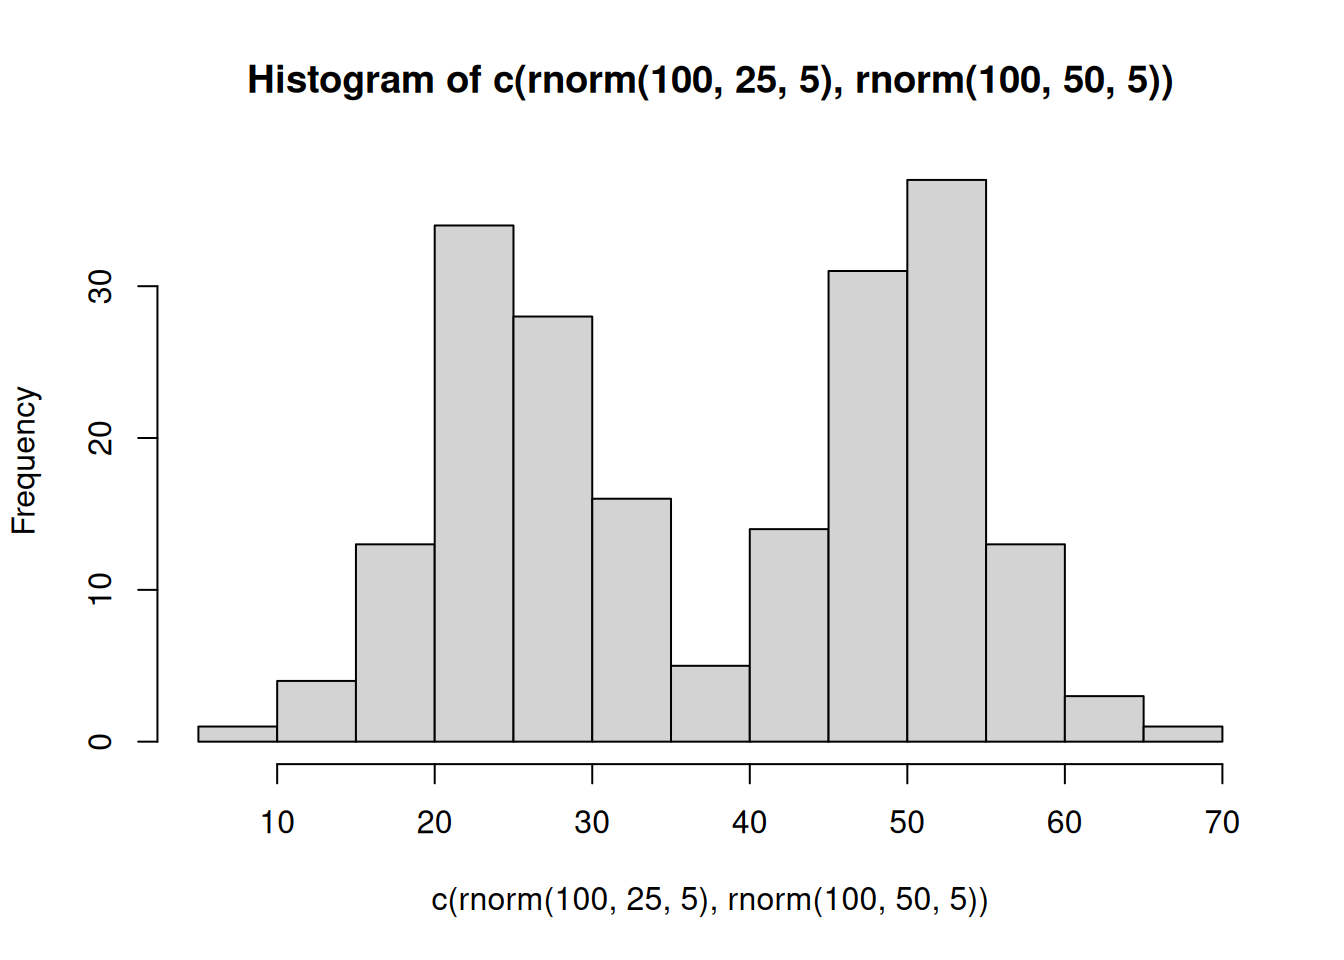 Histogram of c(rnorm(100, 25, 5), rnorm(100, 50, 5))
Frequency
30
20
10
0
10 20 30 40 50 60 70
c(rnorm(100, 25, 5), rnorm(100, 50, 5))